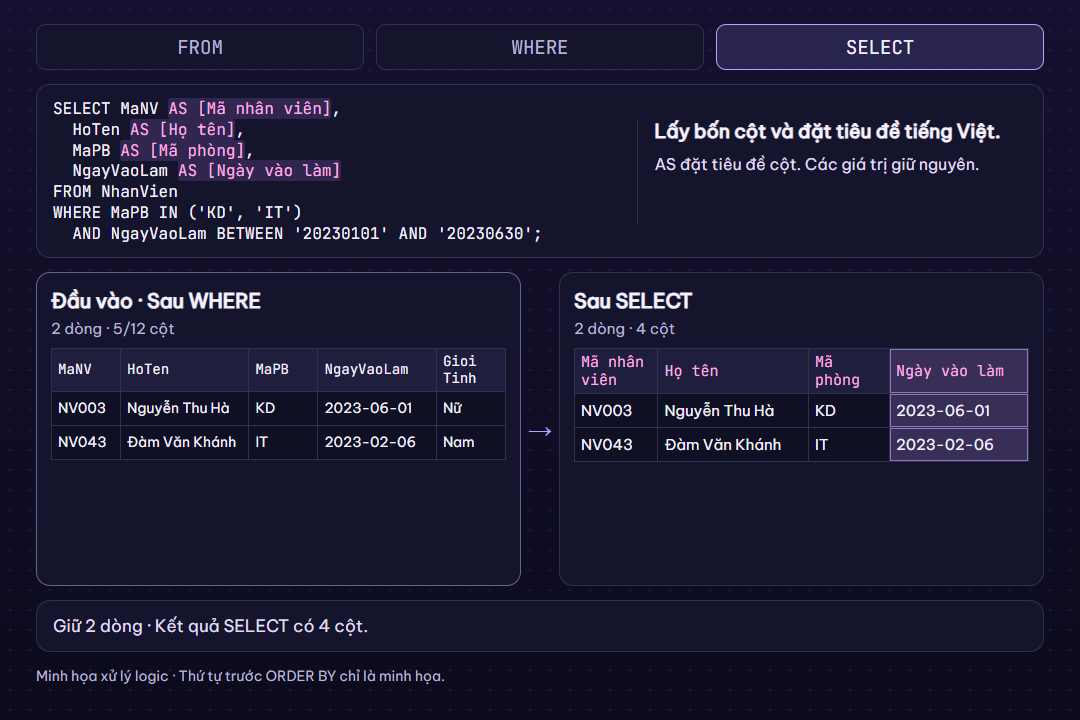 FROM
WHERE
SELECT
SELECT MaNV AS [Mã nhân viên],
HoTen AS [Họ tên],
MaPB AS [Mã phòng],
NgayVaoLam AS [Ngày vào làm]
FROM NhanVien
WHERE MaPB IN ('KD', 'IT')
AND NgayVaoLam BETWEEN '20230101' AND '20230630';
Lấy bốn cột và đặt tiêu đề tiếng Việt.
AS đặt tiêu đề cột. Các giá trị giữ nguyên.
Đầu vào · Sau WHERE
2 dòng · 5/12 cột
MaNV HoTen MaPB NgayVaoLam Gioi Tinh
NV003 Nguyễn Thu Hà KD 2023-06-01 Nữ
NV043 Đàm Văn Khánh IT 2023-02-06 Nam
→
Sau SELECT
2 dòng · 4 cột
Mã nhân viên Họ tên Mã phòng Ngày vào làm
NV003 Nguyễn Thu Hà KD 2023-06-01
NV043 Đàm Văn Khánh IT 2023-02-06
Giữ 2 dòng · Kết quả SELECT có 4 cột.
Minh họa xử lý logic · Thứ tự trước ORDER BY chỉ là minh họa.